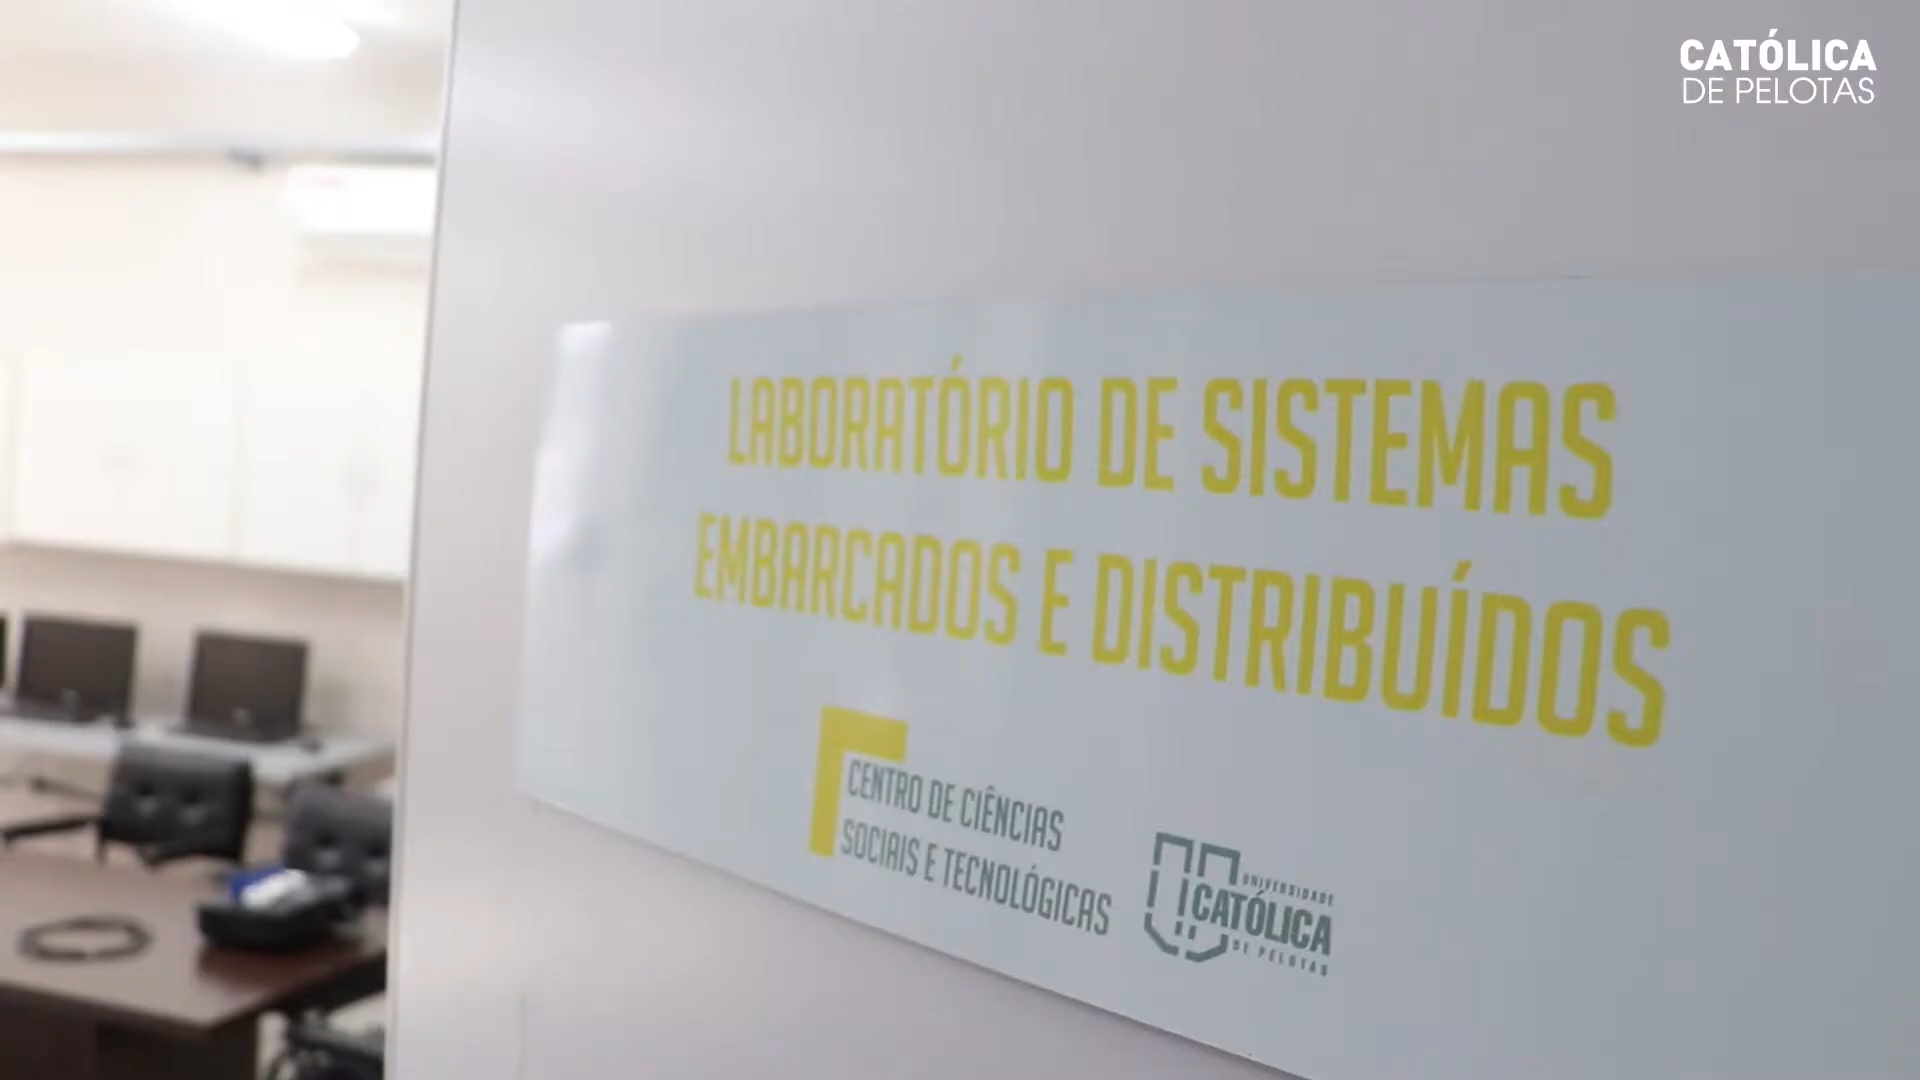 CATÓLICA
DE PELOTAS
LABORATÓRIO DE SISTEMAS
EMBARCADOS E DISTRIBUÍDOS
CENTRO DE CIÊNCIAS
SOCIAIS E TECNOLÓGICAS
UNIVERSIDADE
CATÓLICA
DE PELOTAS